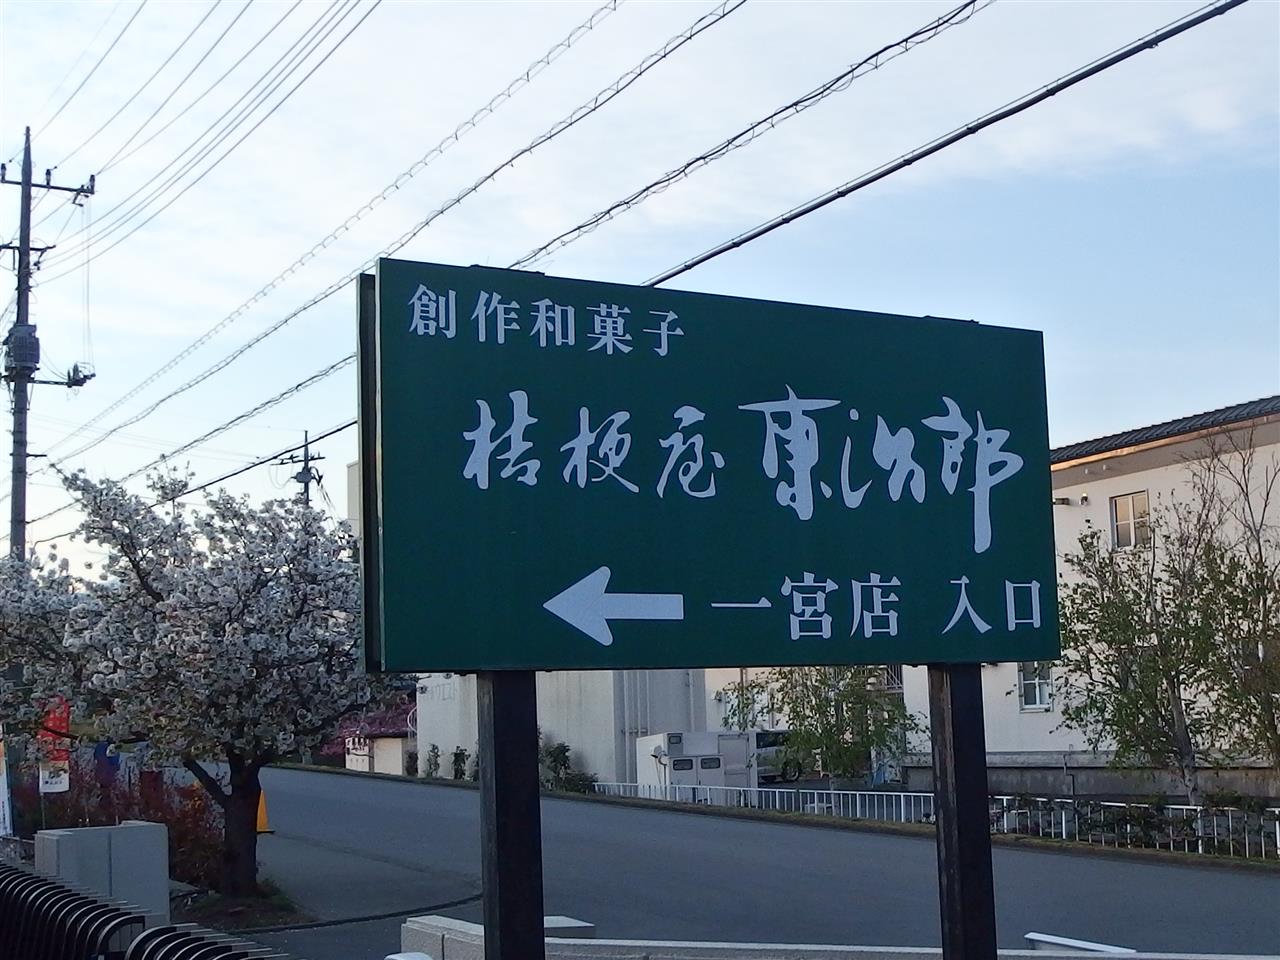 創作和菓子
桔梗屋 東治郎
一宮店 入口